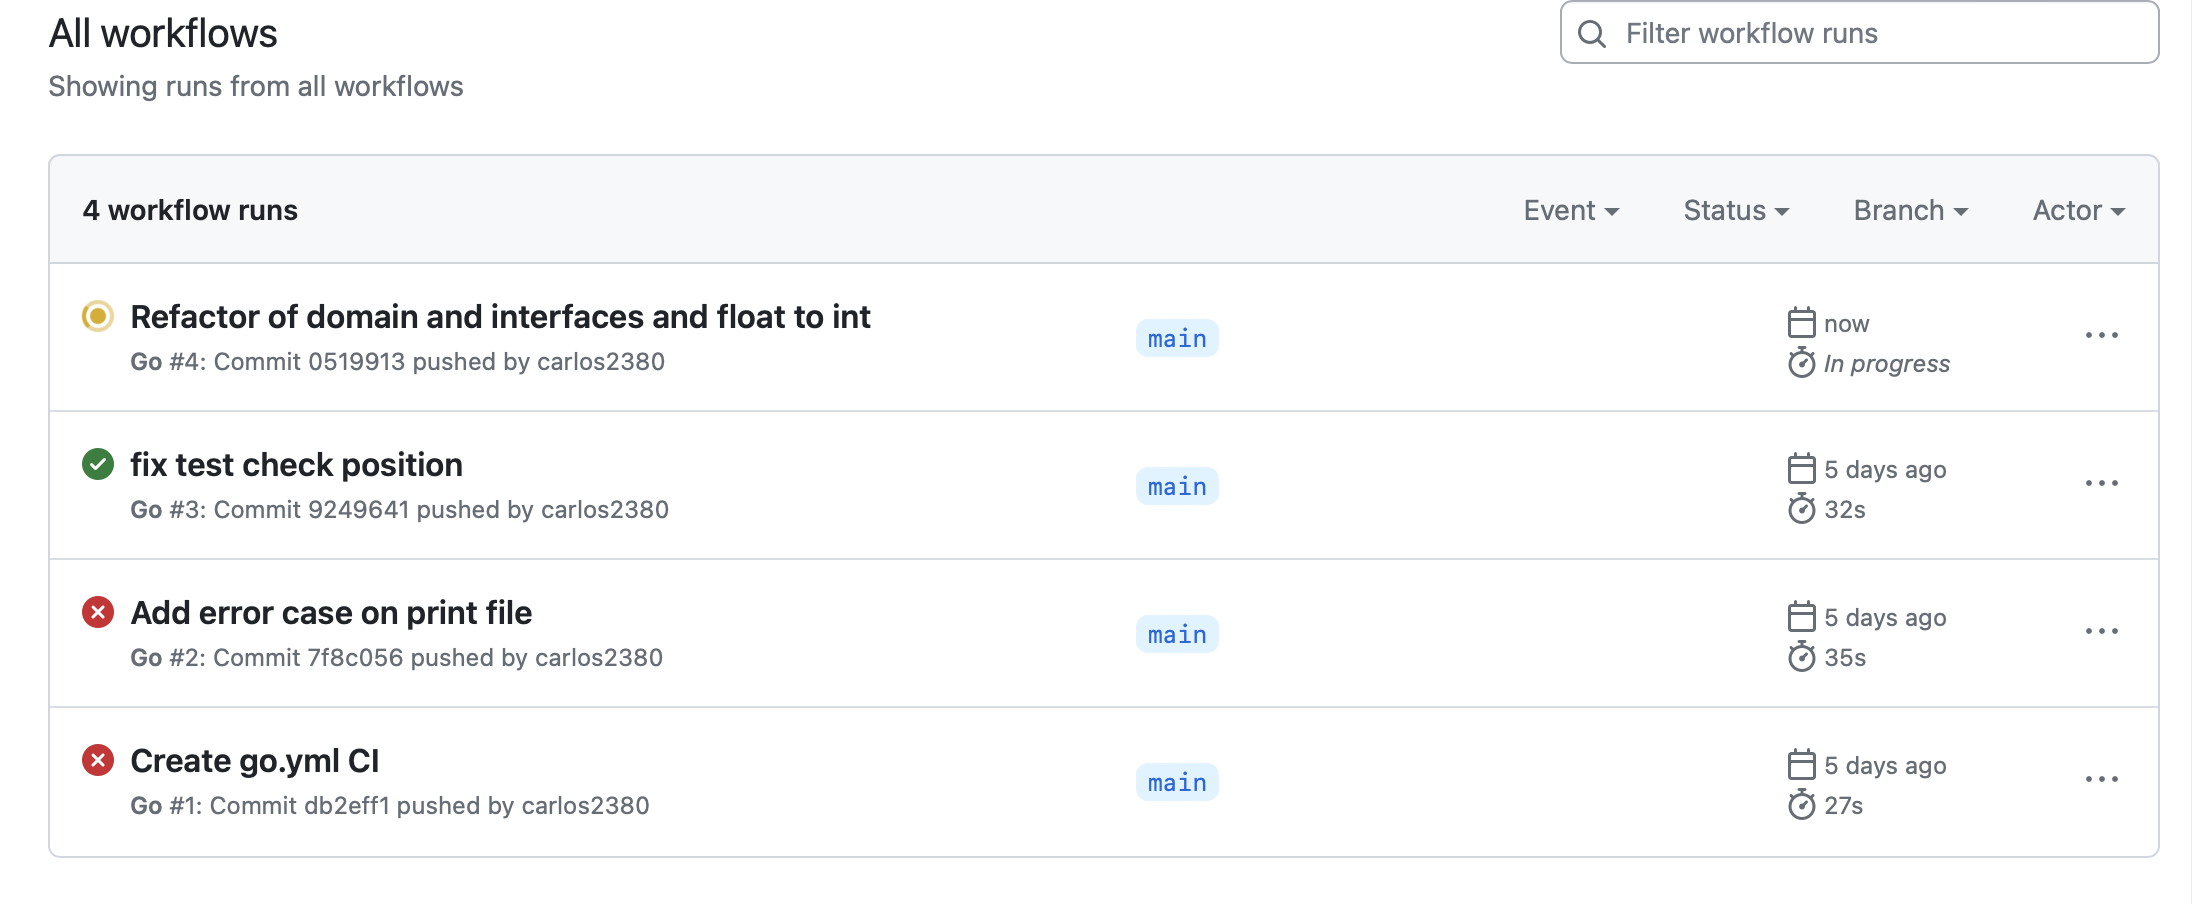 All workflows
Filter workflow runs
Showing runs from all workflows
4 workflow runs
Event
Status
Branch
Actor
Refactor of domain and interfaces and float to int
Go #4: Commit 0519913 pushed by carlos2380
main
now
In progress
fix test check position
Go #3: Commit 9249641 pushed by carlos2380
main
5 days ago
32s
Add error case on print file
Go #2: Commit 7f8c056 pushed by carlos2380
main
5 days ago
35s
Create go.yml CI
Go #1: Commit db2eff1 pushed by carlos2380
main
5 days ago
27s